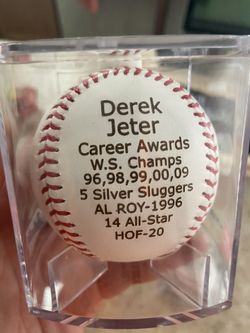 Derek
Jeter
Career Awards
W.S. Champs
96,98,99,00,09
5 Silver Sluggers
AL ROY-1996
14 All-Star
HOF-20